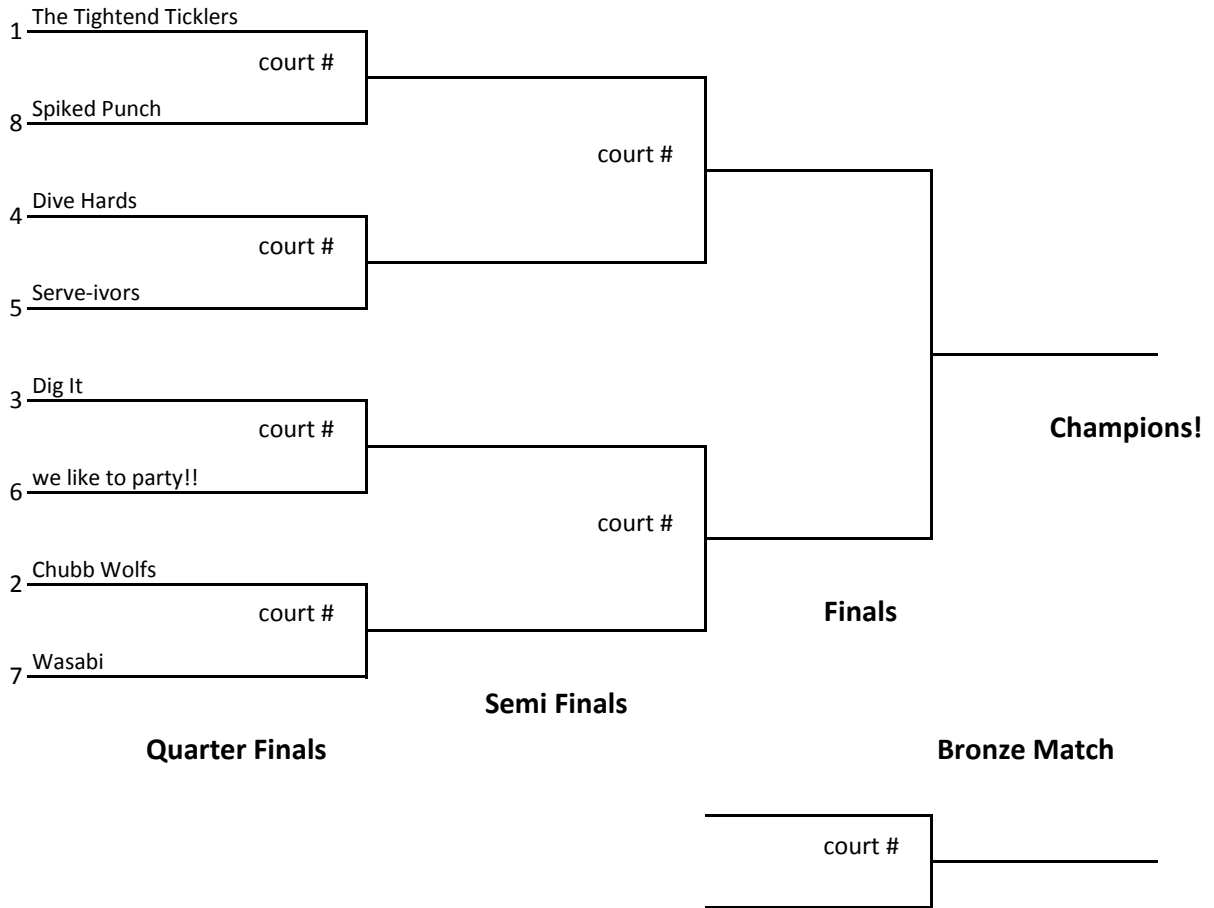 The Tightend Ticklers
1
court #
Spiked Punch
8
court #
Dive Hards
4
court #
Serve-ivors
5
Dig It
3
court #
Champions!
we like to party!!
6
court #
Chubb Wolfs
2
court #
Finals
Wasabi
7
Semi Finals
Quarter Finals
Bronze Match
court #